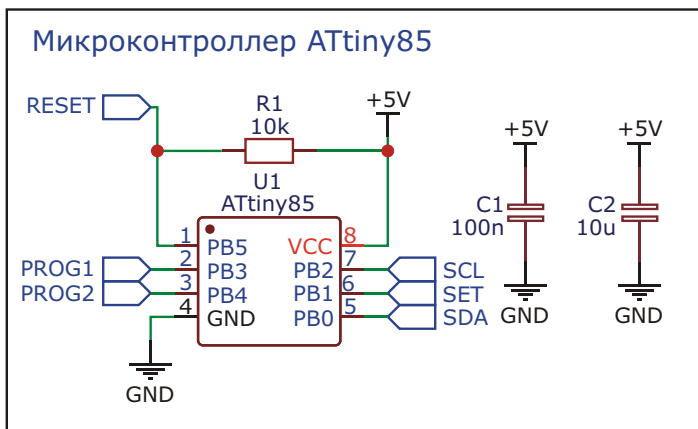 Микроконтроллер ATtiny85
RESET
R1
10k
+5V
+5V
+5V
U1
ATtiny85
C1
100n
C2
10u
1 PB5
VCC 8
PROG1 2 PB3
PB2 7 SCL
PROG2 3 PB4
PB1 6 SET
4 GND
PB0 5 SDA
GND
GND
GND